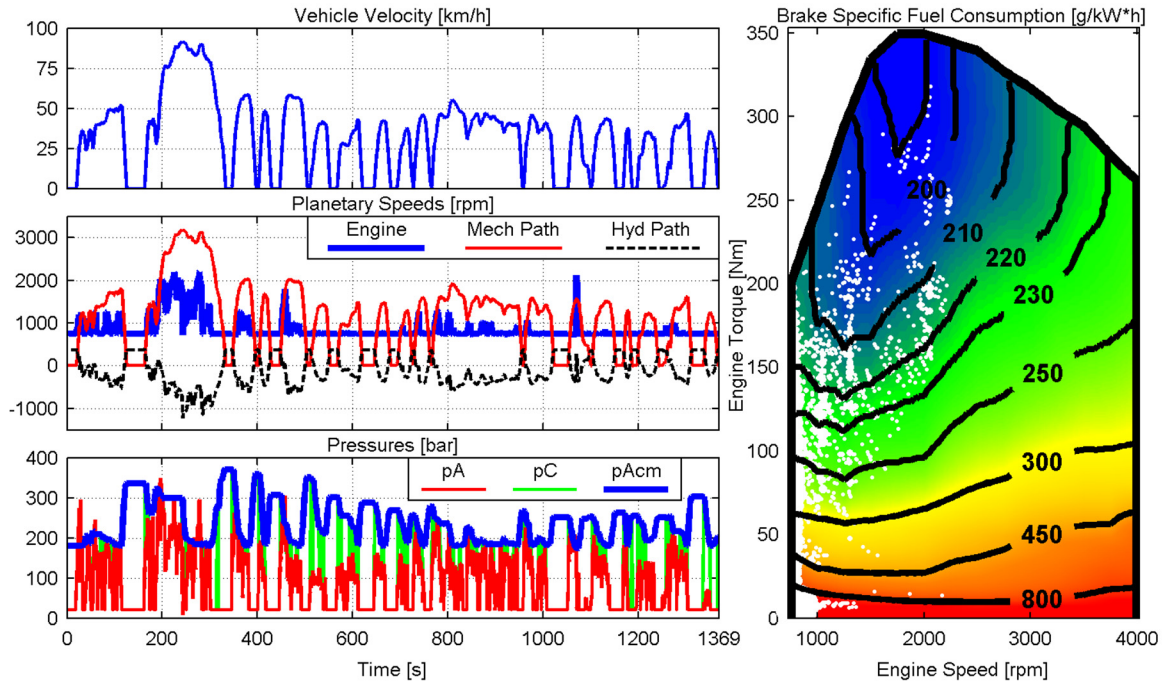 Vehicle Velocity [km/h]
100
75
50
25
0
Planetary Speeds [rpm]
Engine Mech Path Hyd Path
3000
2000
1000
0
-1000
Pressures [bar]
pA pC pAcm
400
300
200
100
0
0 200 400 600 800 1000 1200 1369
Time [s]
Brake Specific Fuel Consumption [g/kW*h]
Engine Torque [Nm]
350
300
250
200
150
100
50
0
200
210
220
230
250
300
450
800
1000 2000 3000 4000
Engine Speed [rpm]